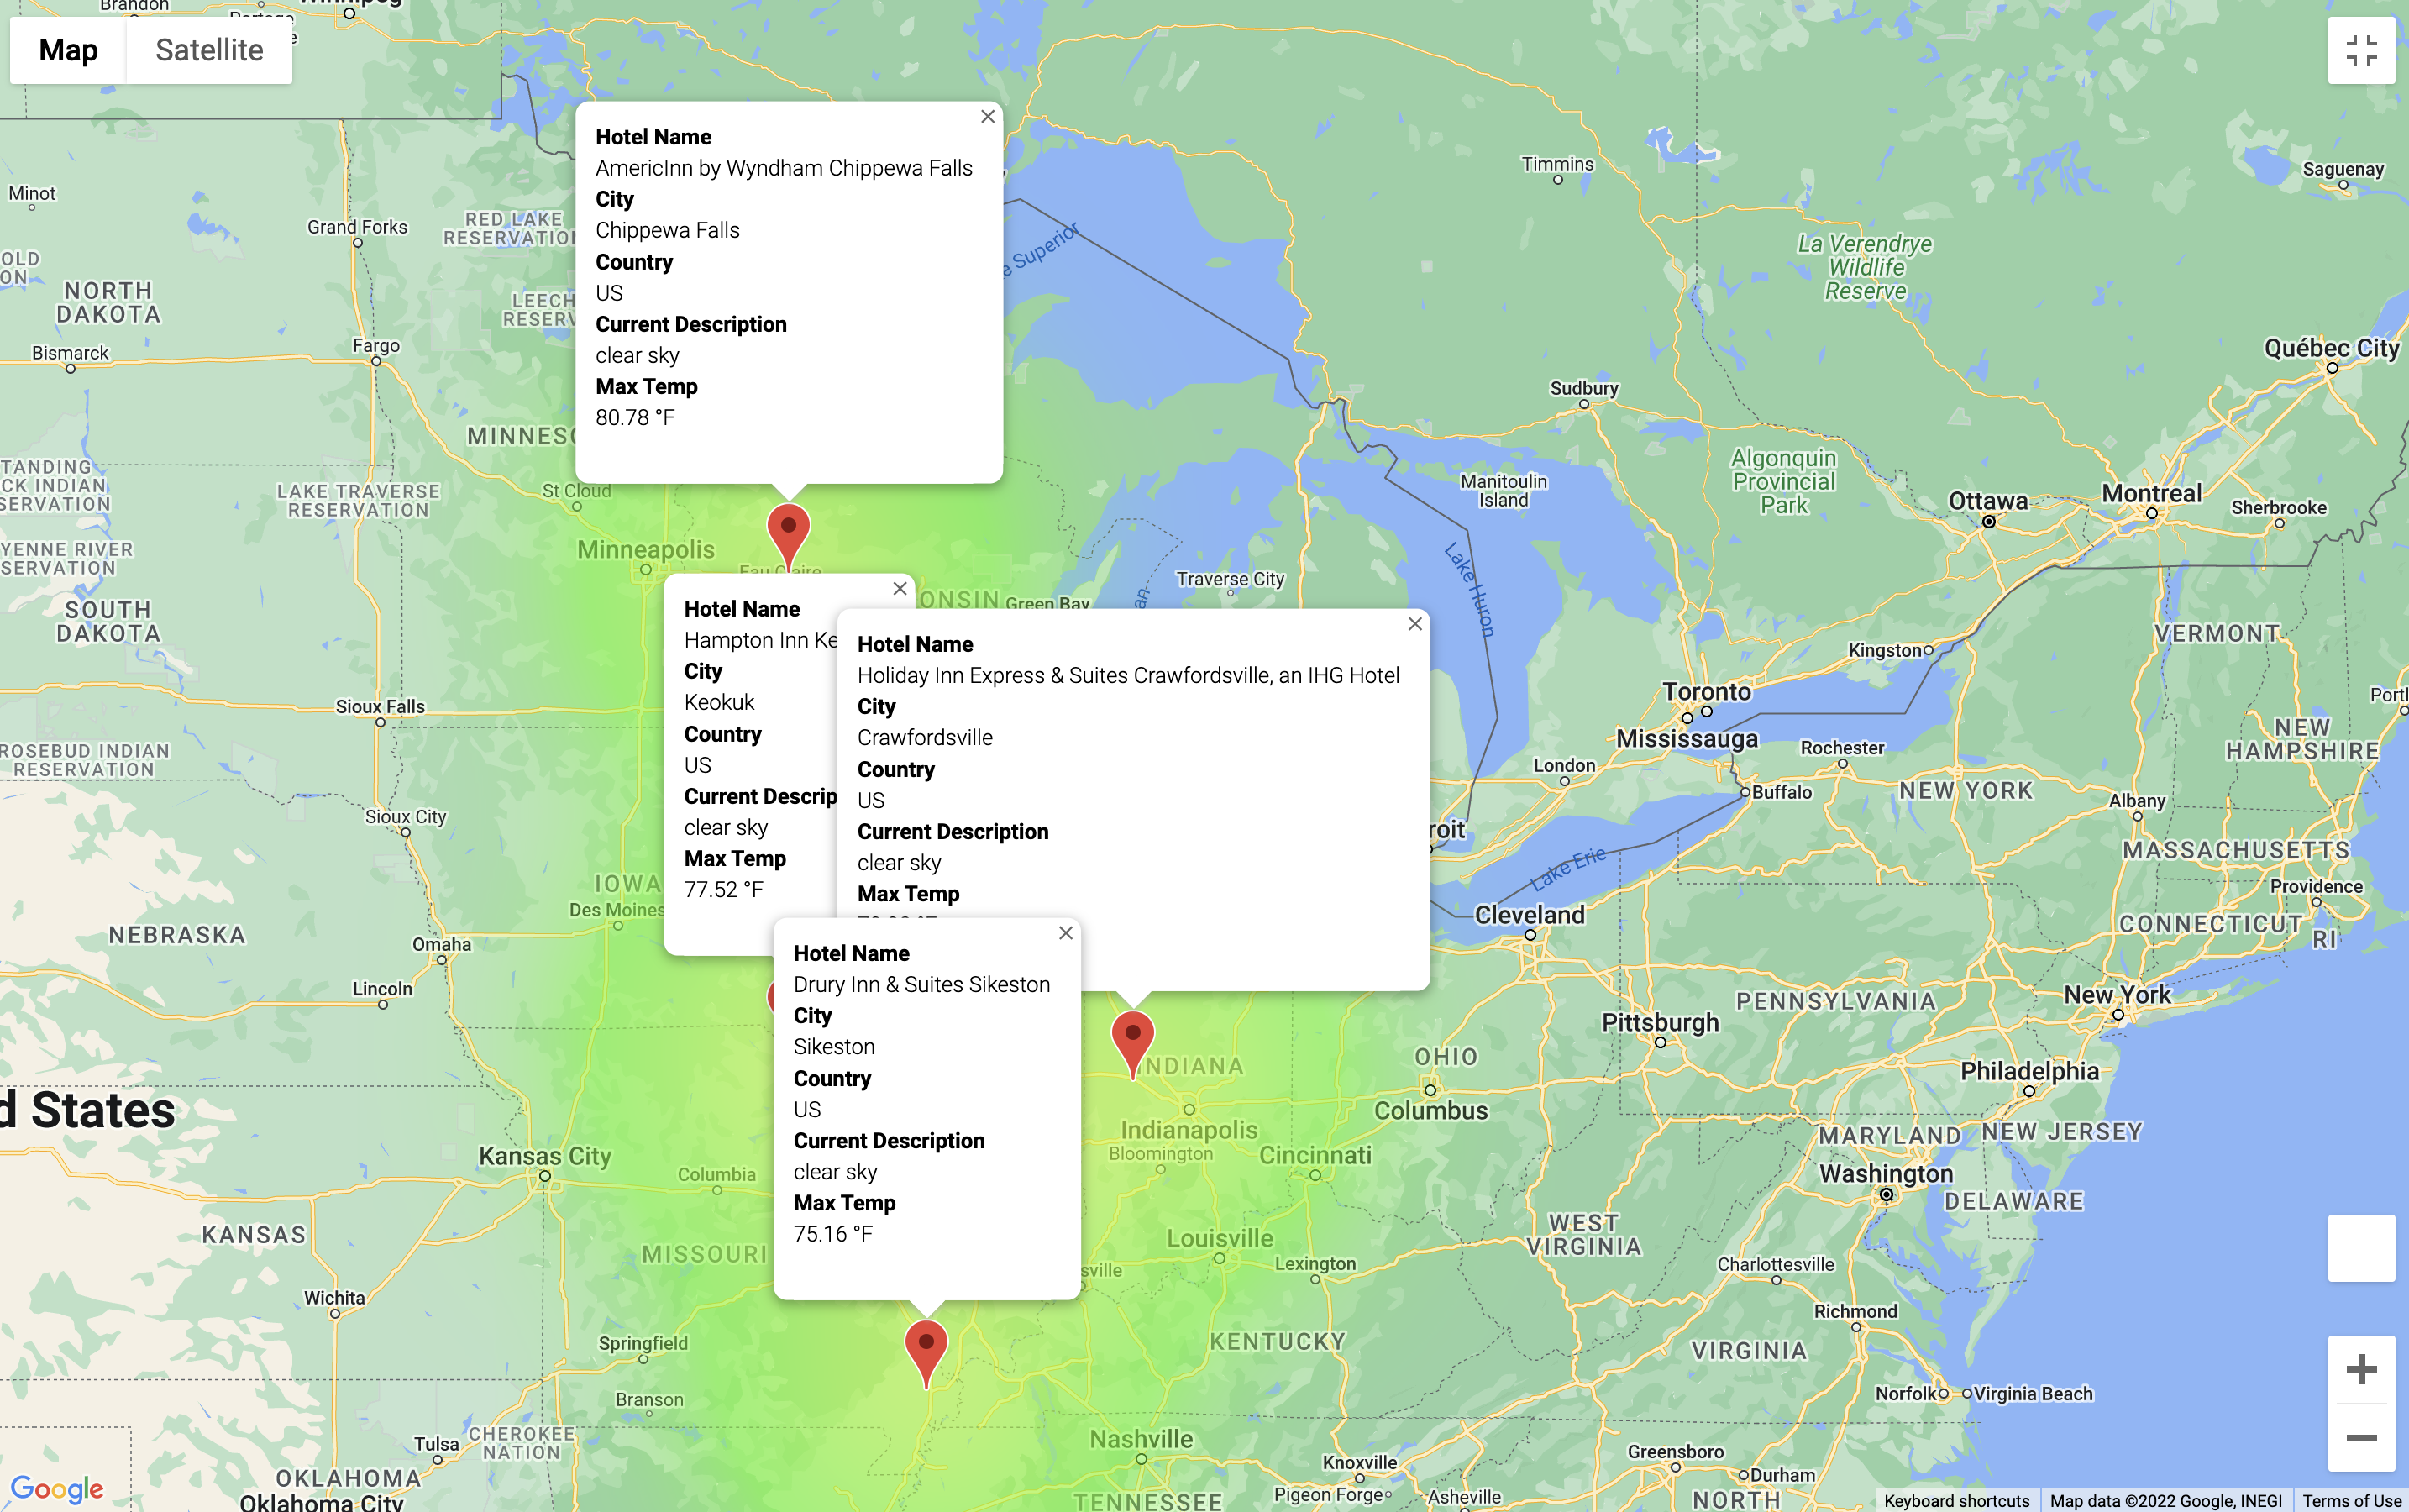 Brandon
Map
Satellite
Minot
Grand Forks
RED LAKE
RESERVATION
NORTH
DAKOTA
Bismarck
Fargo
LAKE TRAVERSE
RESERVATION
St Cloud
Minneapolis
SOUTH
DAKOTA
Sioux Falls
ROSEBUD INDIAN
RESERVATION
Sioux City
IOWA
Des Moines
NEBRASKA
Omaha
Lincoln
d States
Kansas City
Columbia
KANSAS
MISSOURI
Wichita
Springfield
Branson
Tulsa
CHEROKEE
NATION
OKLAHOMA
Oklahoma City
Google
Hotel Name
AmericInn by Wyndham Chippewa Falls
City
Chippewa Falls
Country
US
Current Description
clear sky
Max Temp
80.78 °F
Hotel Name
Hampton Inn Ke
City
Keokuk
Country
US
Current Descrip
clear sky
Max Temp
77.52 °F
Hotel Name
Holiday Inn Express & Suites Crawfordsville, an IHG Hotel
City
Crawfordsville
Country
US
Current Description
clear sky
Max Temp
Hotel Name
Drury Inn & Suites Sikeston
City
Sikeston
Country
US
Current Description
clear sky
Max Temp
75.16 °F
Superior
Timmins
Saguenay
La Verendrye
Wildlife
Reserve
Québec City
Sudbury
Manitoulin
Island
Algonquin
Provincial
Park
Ottawa
Montreal
Sherbrooke
Green Bay
Traverse City
Lake Huron
Kingston
VERMONT
Toronto
Mississauga
NEW
HAMPSHIRE
Rochester
London
Buffalo
NEW YORK
Albany
MASSACHUSETTS
Lake Erie
Providence
CONNECTICUT
RI
Cleveland
PENNSYLVANIA
New York
Pittsburgh
OHIO
INDIANA
Columbus
Philadelphia
Indianapolis
Bloomington
Cincinnati
MARYLAND
NEW JERSEY
Washington
DELAWARE
WEST
VIRGINIA
Louisville
Lexington
Charlottesville
Richmond
KENTUCKY
VIRGINIA
Norfolk
Virginia Beach
Nashville
Knoxville
Greensboro
Durham
Pigeon Forge
Asheville
TENNESSEE
NORTH
Keyboard shortcuts
Map data ©2022 Google, INEGI
Terms of Use